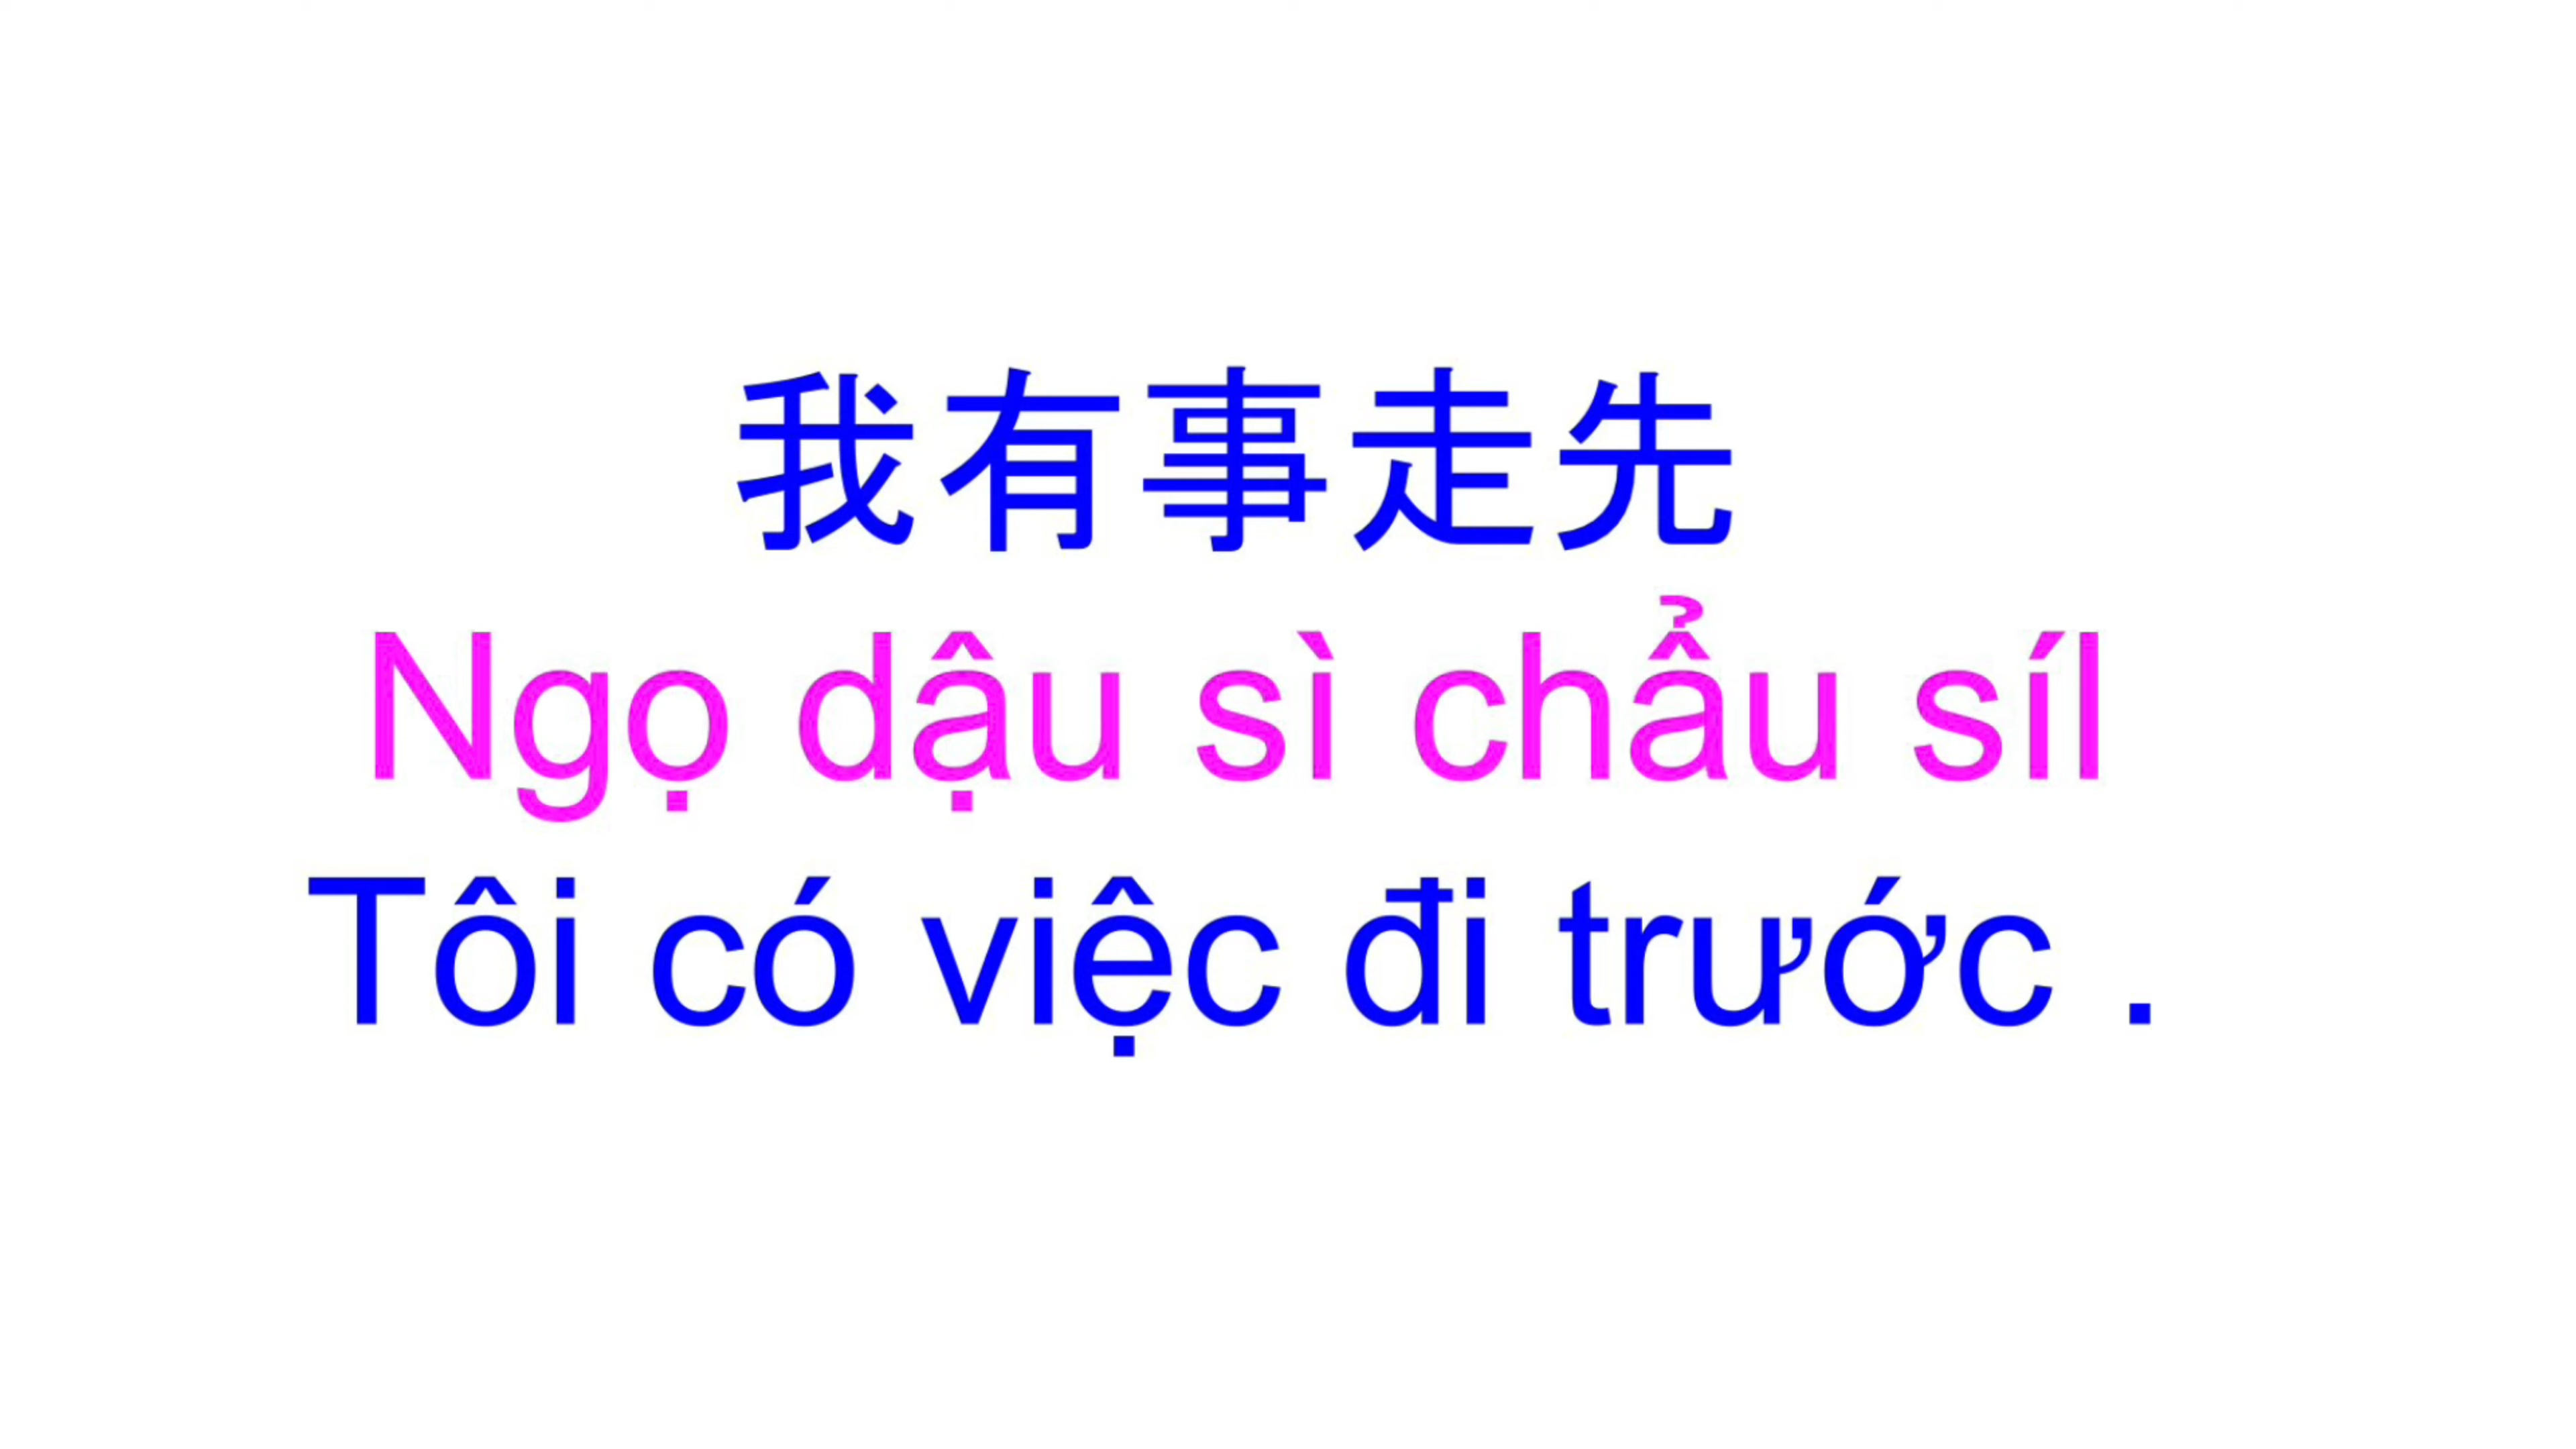 我有事走先
Ngọ dậu sì chẩu síl
Tôi có việc đi trước .